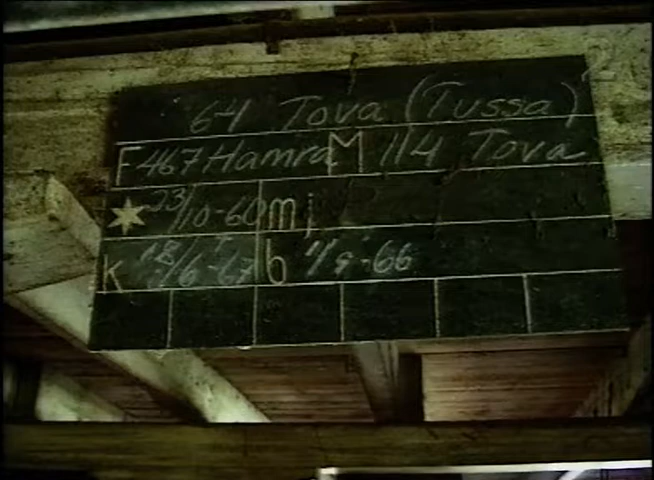 64 Tova (Tussa)
F 467 Hamra M 114 Tova
23/10-60 mj
K 18/6-67 b 1/9-66